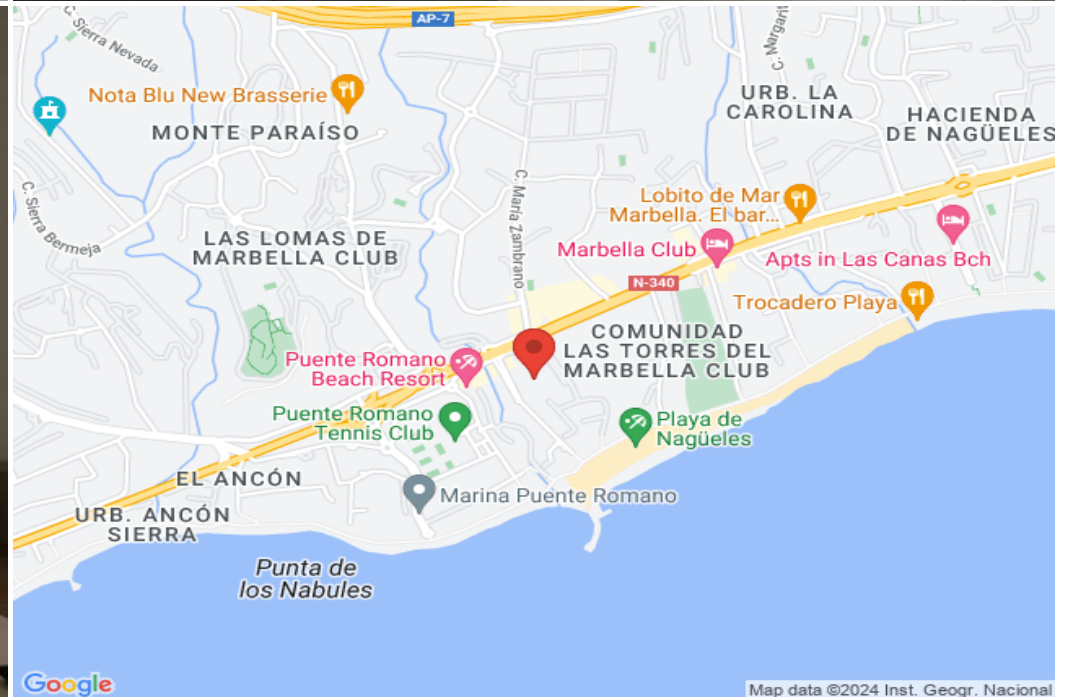 C. Sierra Nevada
AP-7
C. Margarit
Nota Blu New Brasserie
MONTE PARAÍSO
URB. LA
CAROLINA
HACIENDA
DE NAGÜELES
C. Sierra Bermeja
C. María Zambrano
Lobito de Mar
Marbella. El bar...
LAS LOMAS DE
MARBELLA CLUB
Marbella Club
Apts in Las Canas Bch
N-340
Trocadero Playa
COMUNIDAD
LAS TORRES DEL
MARBELLA CLUB
Puente Romano
Beach Resort
Puente Romano
Tennis Club
Playa de
Nagüeles
EL ANCÓN
Marina Puente Romano
URB. ANCÓN
SIERRA
Punta de
los Nabules
Google
Map data ©2024 Inst. Geogr. Nacional